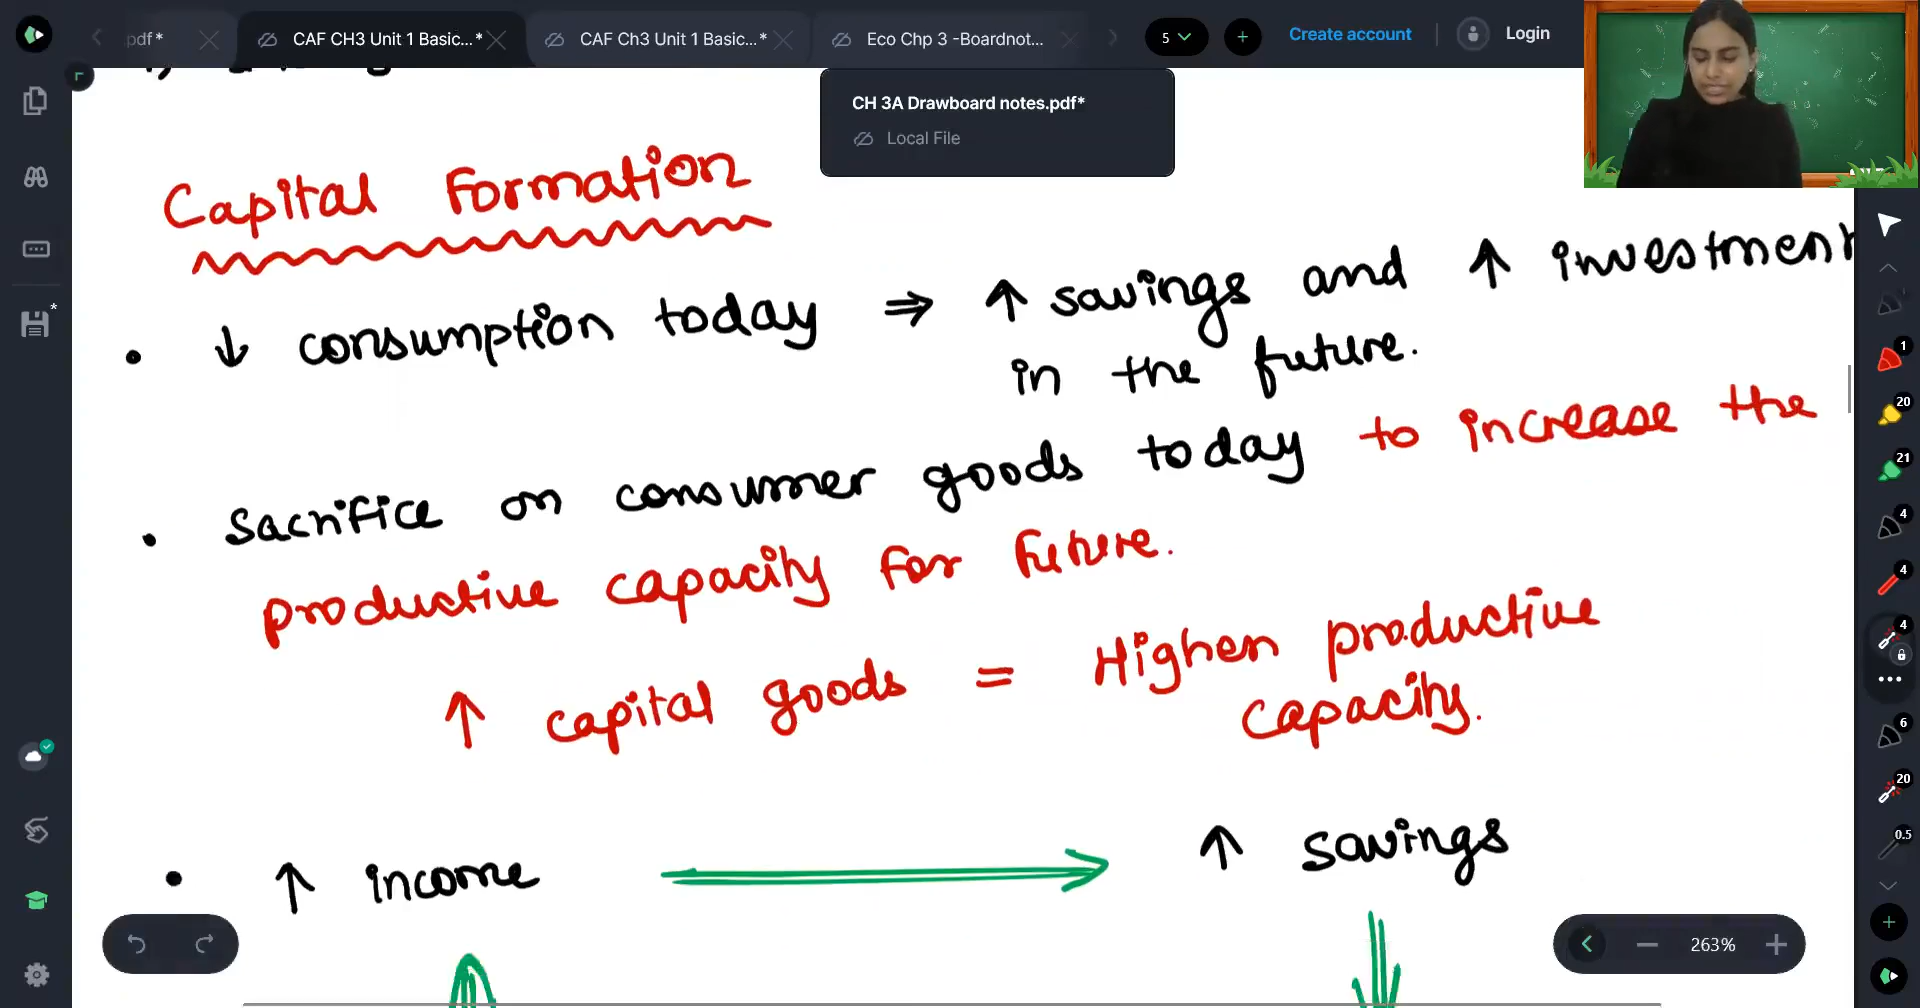 .pdf *
CAF CH3 Unit 1 Basic...*
CAF Ch3 Unit 1 Basic...*
Eco Chp 3 -Boardnot...
5
Create account
Login
CH 3A Drawboard notes.pdf*
Local File
Capital Formation
• ↓ consumption today ⇒ ↑ savings and ↑ investment
in the future.
• Sacrifice on consumer goods today to increase the
productive capacity for future.
↑ capital goods = Higher productive
capacity.
• ↑ income → ↑ savings
263%
1
20
21
4
4
4
6
20
0.5